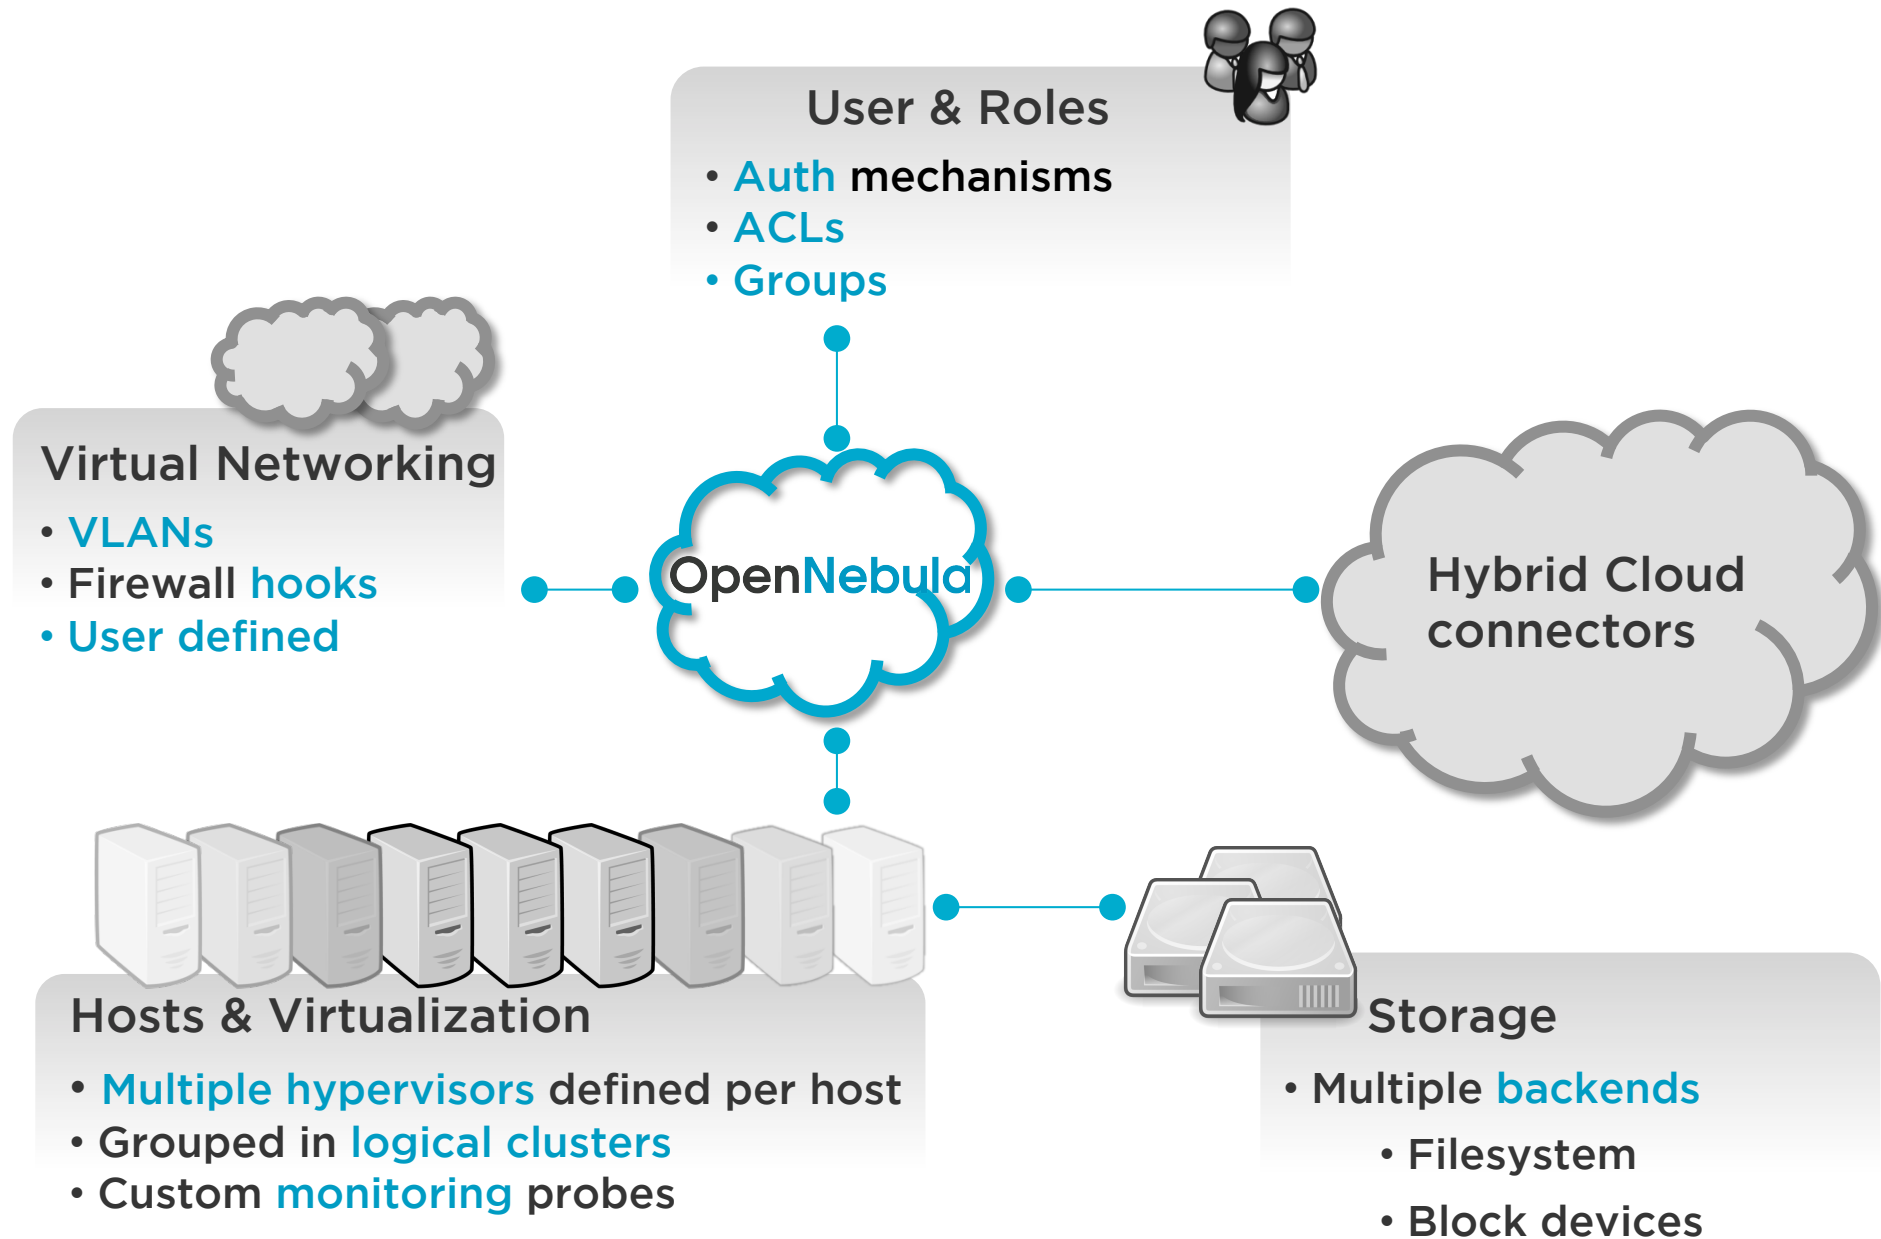 User & Roles
• Auth mechanisms
• ACLs
• Groups
Virtual Networking
• VLANs
• Firewall hooks
• User defined
OpenNebula
Hybrid Cloud
connectors
Hosts & Virtualization
• Multiple hypervisors defined per host
• Grouped in logical clusters
• Custom monitoring probes
Storage
• Multiple backends
• Filesystem
• Block devices